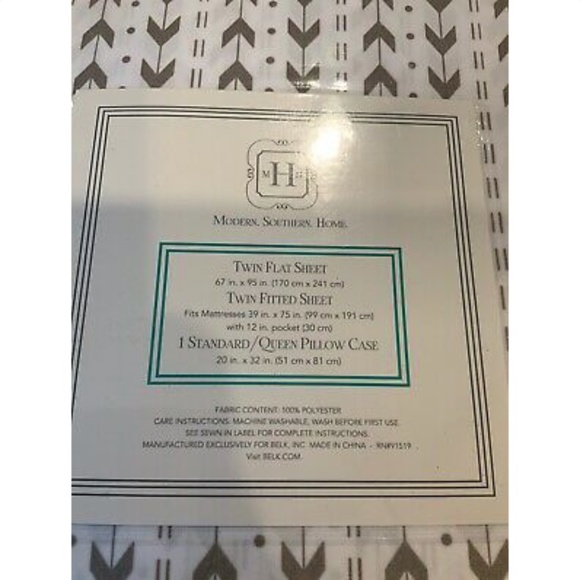 M H S
MODERN. SOUTHERN. HOME.
TWIN FLAT SHEET
67 in. x 95 in. (170 cm x 241 cm)
TWIN FITTED SHEET
Fits Mattresses 39 in. x 75 in. (99 cm x 191 cm)
with 12 in. pocket (30 cm)
1 STANDARD/QUEEN PILLOW CASE
20 in. x 32 in. (51 cm x 81 cm)
FABRIC CONTENT: 100% POLYESTER
CARE INSTRUCTIONS: MACHINE WASHABLE, WASH BEFORE FIRST USE.
SEE SEWN IN LABEL FOR COMPLETE INSTRUCTIONS.
MANUFACTURED EXCLUSIVELY FOR BELK, INC. MADE IN CHINA - RN#91519
Visit BELK.COM.